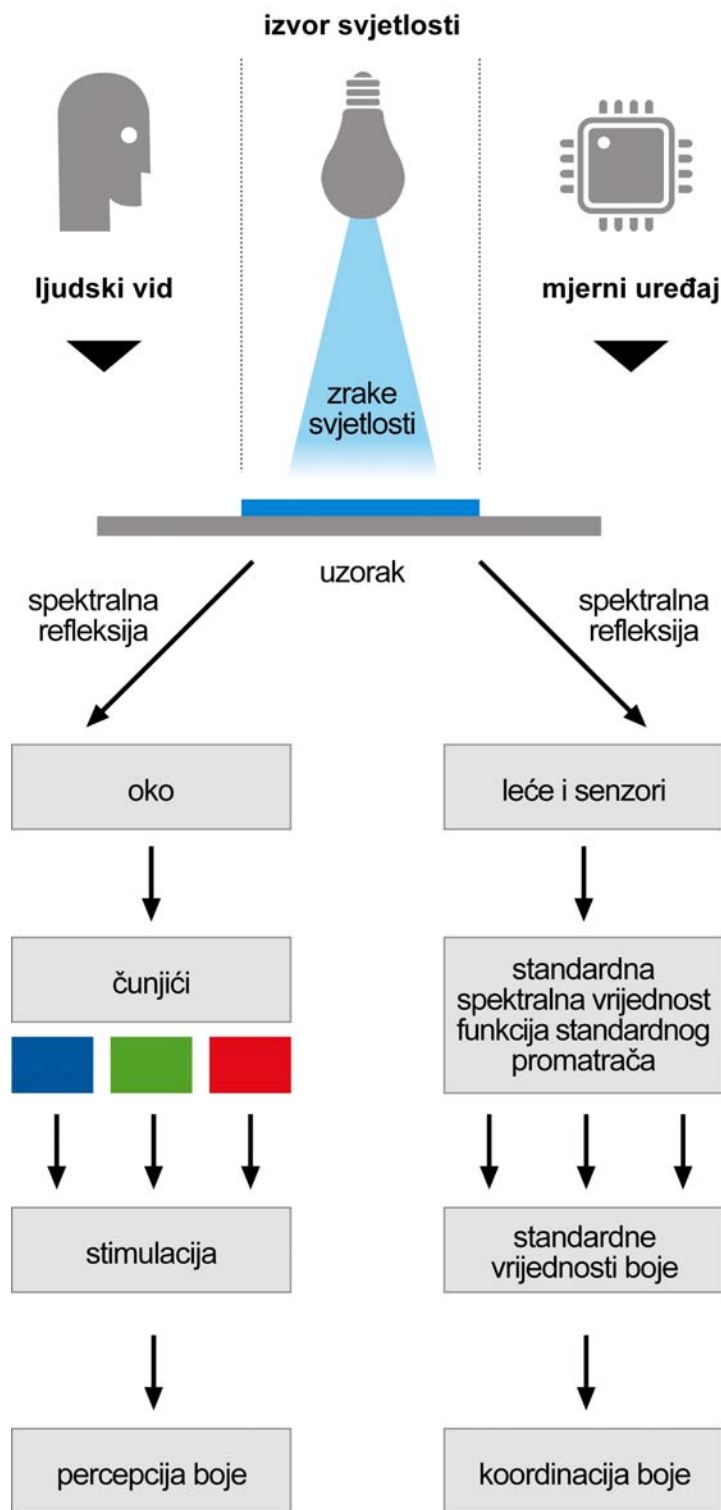 izvor svjetlosti
ljudski vid
mjerni uređaj
zrake
svjetlosti
uzorak
spektralna
refleksija
spektralna
refleksija
oko
leće i senzori
čunjići
standardna
spektralna vrijednost
funkcija standardnog
promatrača
stimulacija
standardne
vrijednosti boje
percepcija boje
koordinacija boje